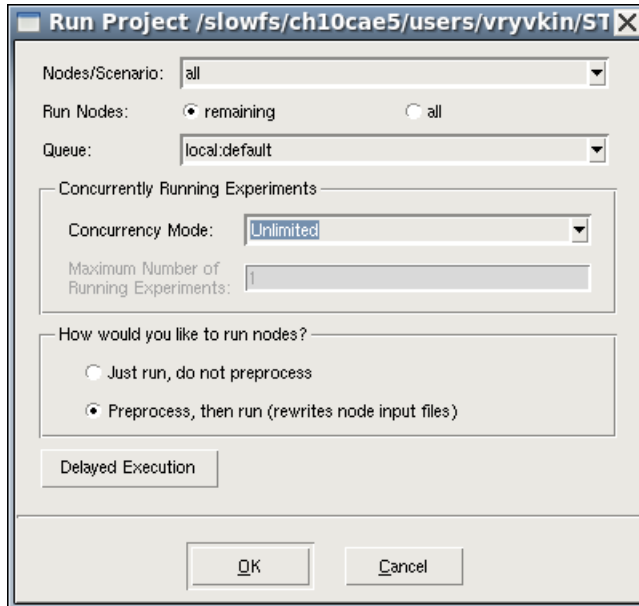 Run Project /slowfs/ch10cae5/users/vryvkin/ST
Nodes/Scenario: all
Run Nodes: remaining all
Queue: local:default
Concurrently Running Experiments
Concurrency Mode: Unlimited
Maximum Number of
Running Experiments: 1
How would you like to run nodes?
Just run, do not preprocess
Preprocess, then run (rewrites node input files)
Delayed Execution
OK Cancel